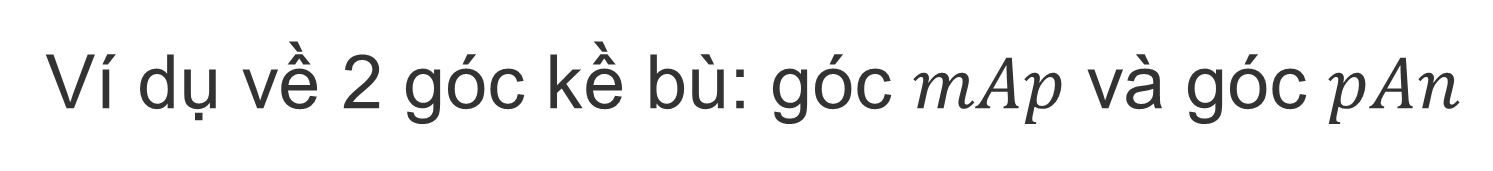 Ví dụ về 2 góc kề bù: góc mAp và góc pAn